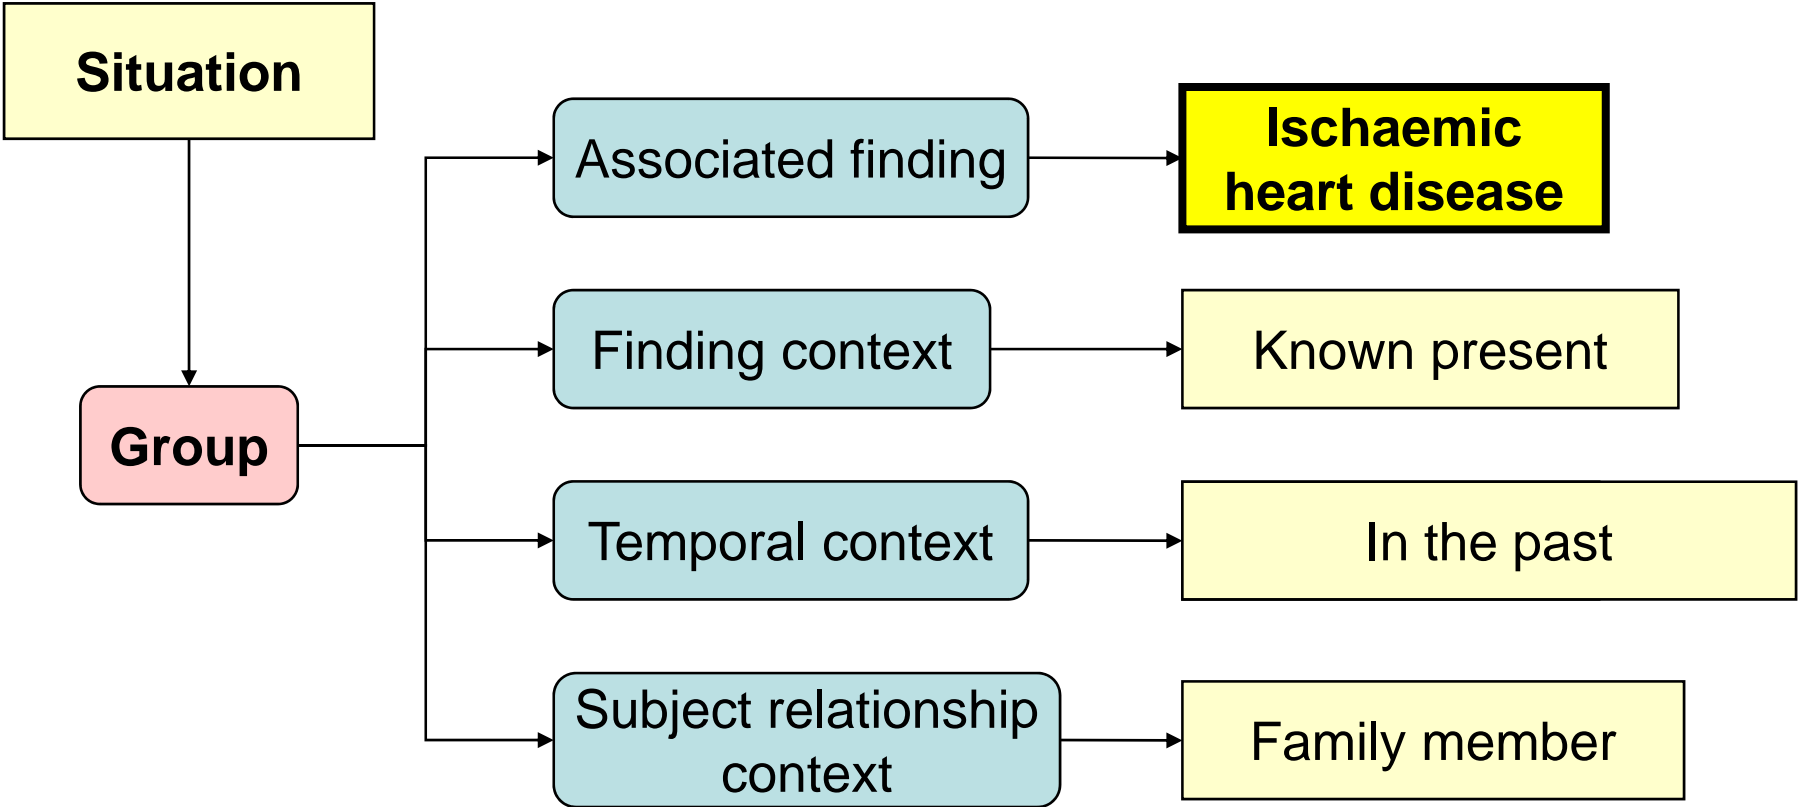 Situation
Group
Associated finding
Ischaemic
heart disease
Finding context
Known present
Temporal context
In the past
Subject relationship
context
Family member